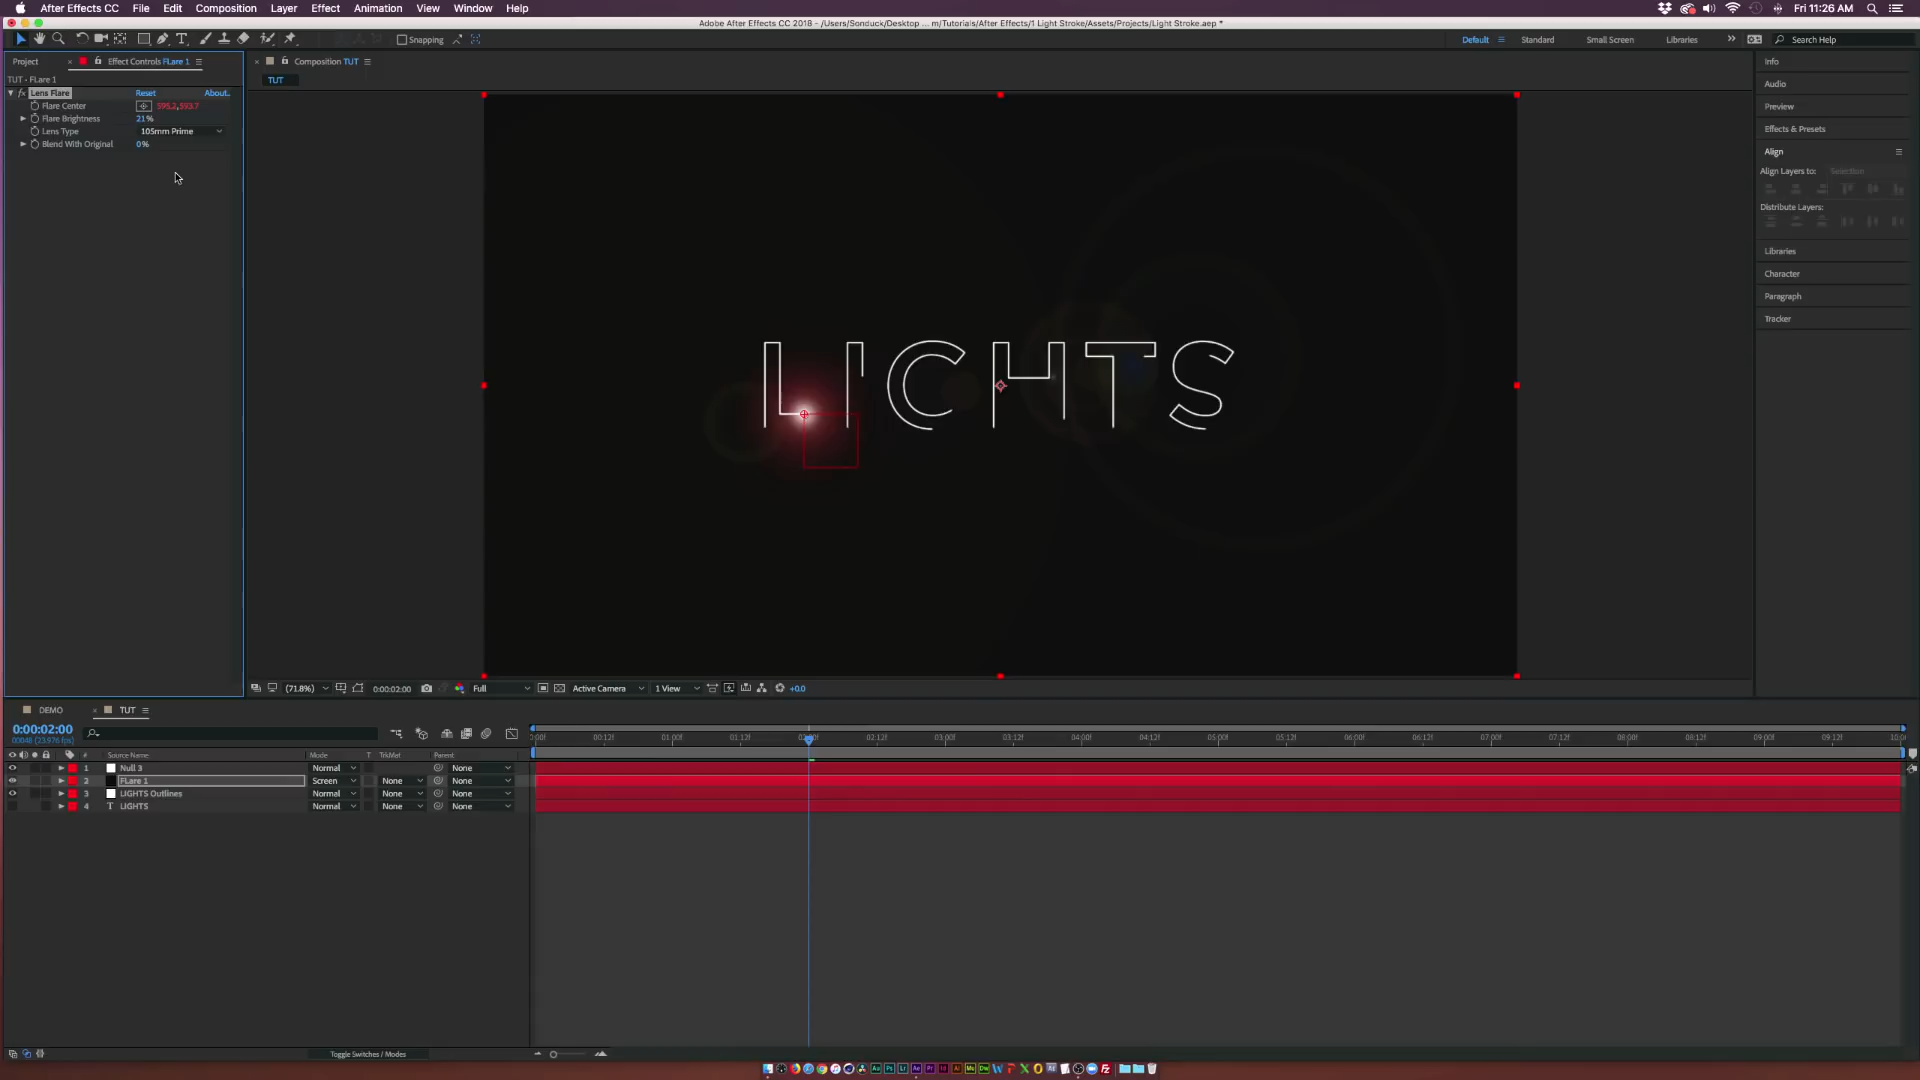 After Effects CC File Edit Composition Layer Effect Animation View Window Help
Fri 11:26 AM
Adobe After Effects CC 2018 - /Users/Sonduck/Desktop ... m/Tutorials/After Effects/1 Light Stroke/Assets/Projects/Light Stroke.aep *
Snapping
Default Standard Small Screen Libraries Search Help
Project Effect Controls FLare 1
TUT • FLare 1
fx Lens Flare Reset About..
Flare Center 595.2,593.7
Flare Brightness 21%
Lens Type 105mm Prime
Blend With Original 0%
Composition TUT
TUT
LIGHTS
Info
Audio
Preview
Effects & Presets
Align
Align Layers to: Selection
Distribute Layers:
Libraries
Character
Paragraph
Tracker
(71.8%) 0:00:02:00 Full Active Camera 1 View +0.0
DEMO TUT
0:00:02:00
00048 (23.976 fps)
:00f 00:12f 01:00f 01:12f 02:12f 03:00f 03:12f 04:00f 04:12f 05:00f 05:12f 06:00f 06:12f 07:00f 07:12f 08:00f 08:12f 09:00f 09:12f 10:0
# Source Name Mode T TrkMat Parent
1 Null 3 Normal None
2 FLare 1 Screen None None
3 LIGHTS Outlines Normal None None
4 T LIGHTS Normal None None
Toggle Switches / Modes